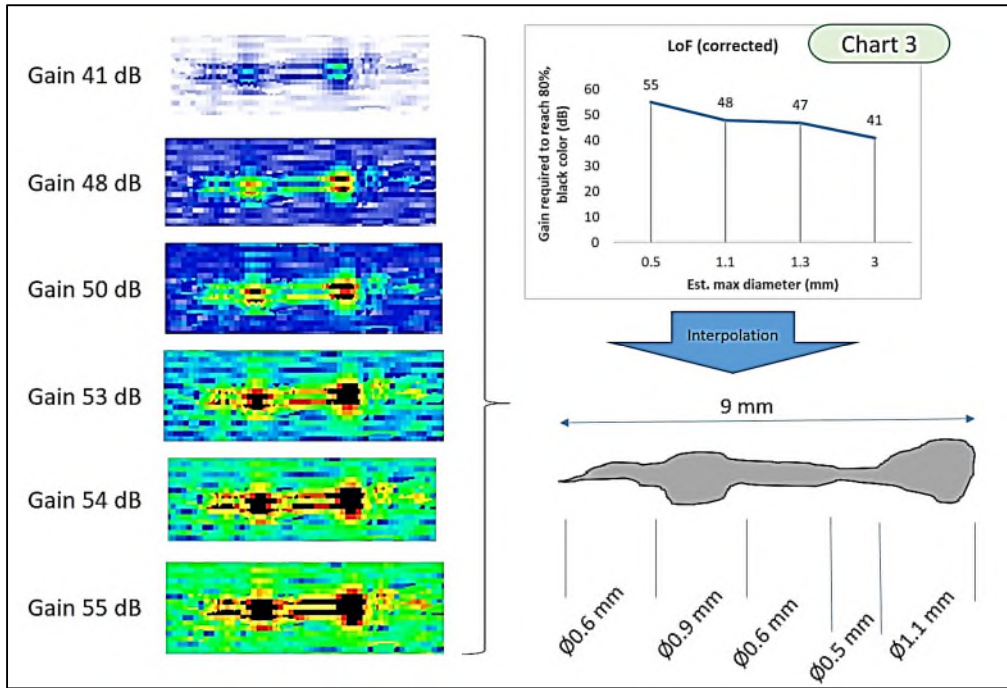 Gain 41 dB
Gain 48 dB
Gain 50 dB
Gain 53 dB
Gain 54 dB
Gain 55 dB
LoF (corrected)
Chart 3
Gain required to reach 80%,
black color (dB)
60
50
40
30
20
10
0
55
48
47
41
0.5
1.1
1.3
3
Est. max diameter (mm)
Interpolation
9 mm
Ø0.6 mm
Ø0.9 mm
Ø0.6 mm
Ø0.5 mm
Ø1.1 mm